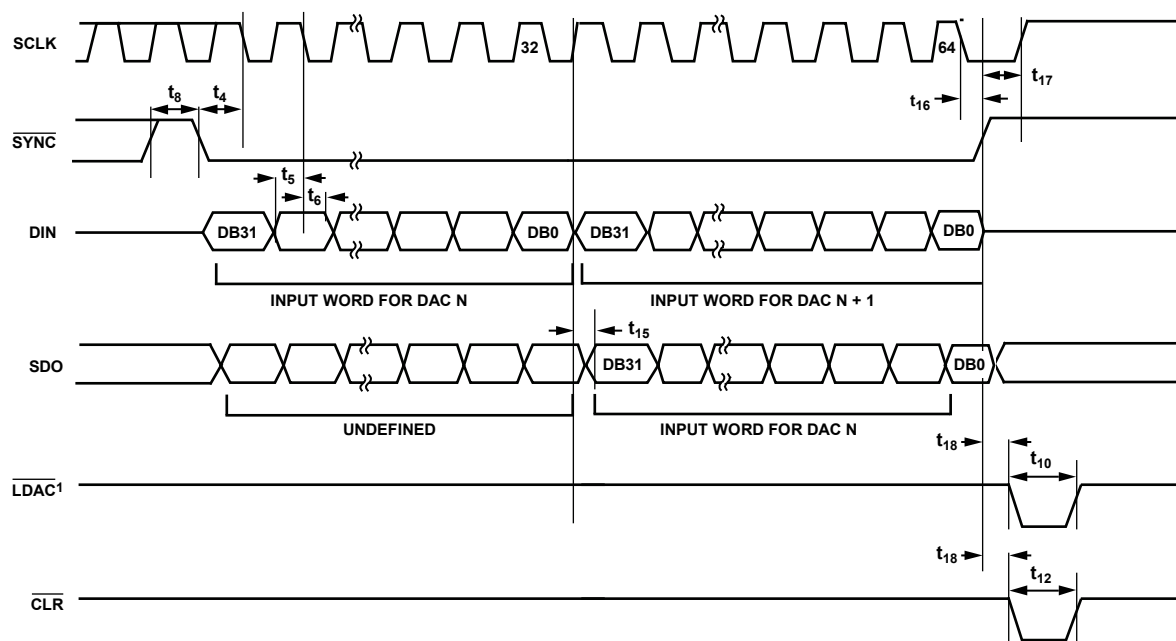 SCLK
32
64
t17
t16
t8
t4
SYNC
t5
t6
DIN
DB31
DB0
DB31
DB0
INPUT WORD FOR DAC N
INPUT WORD FOR DAC N + 1
t15
SDO
DB31
DB0
UNDEFINED
INPUT WORD FOR DAC N
t18
t10
LDAC1
t18
t12
CLR